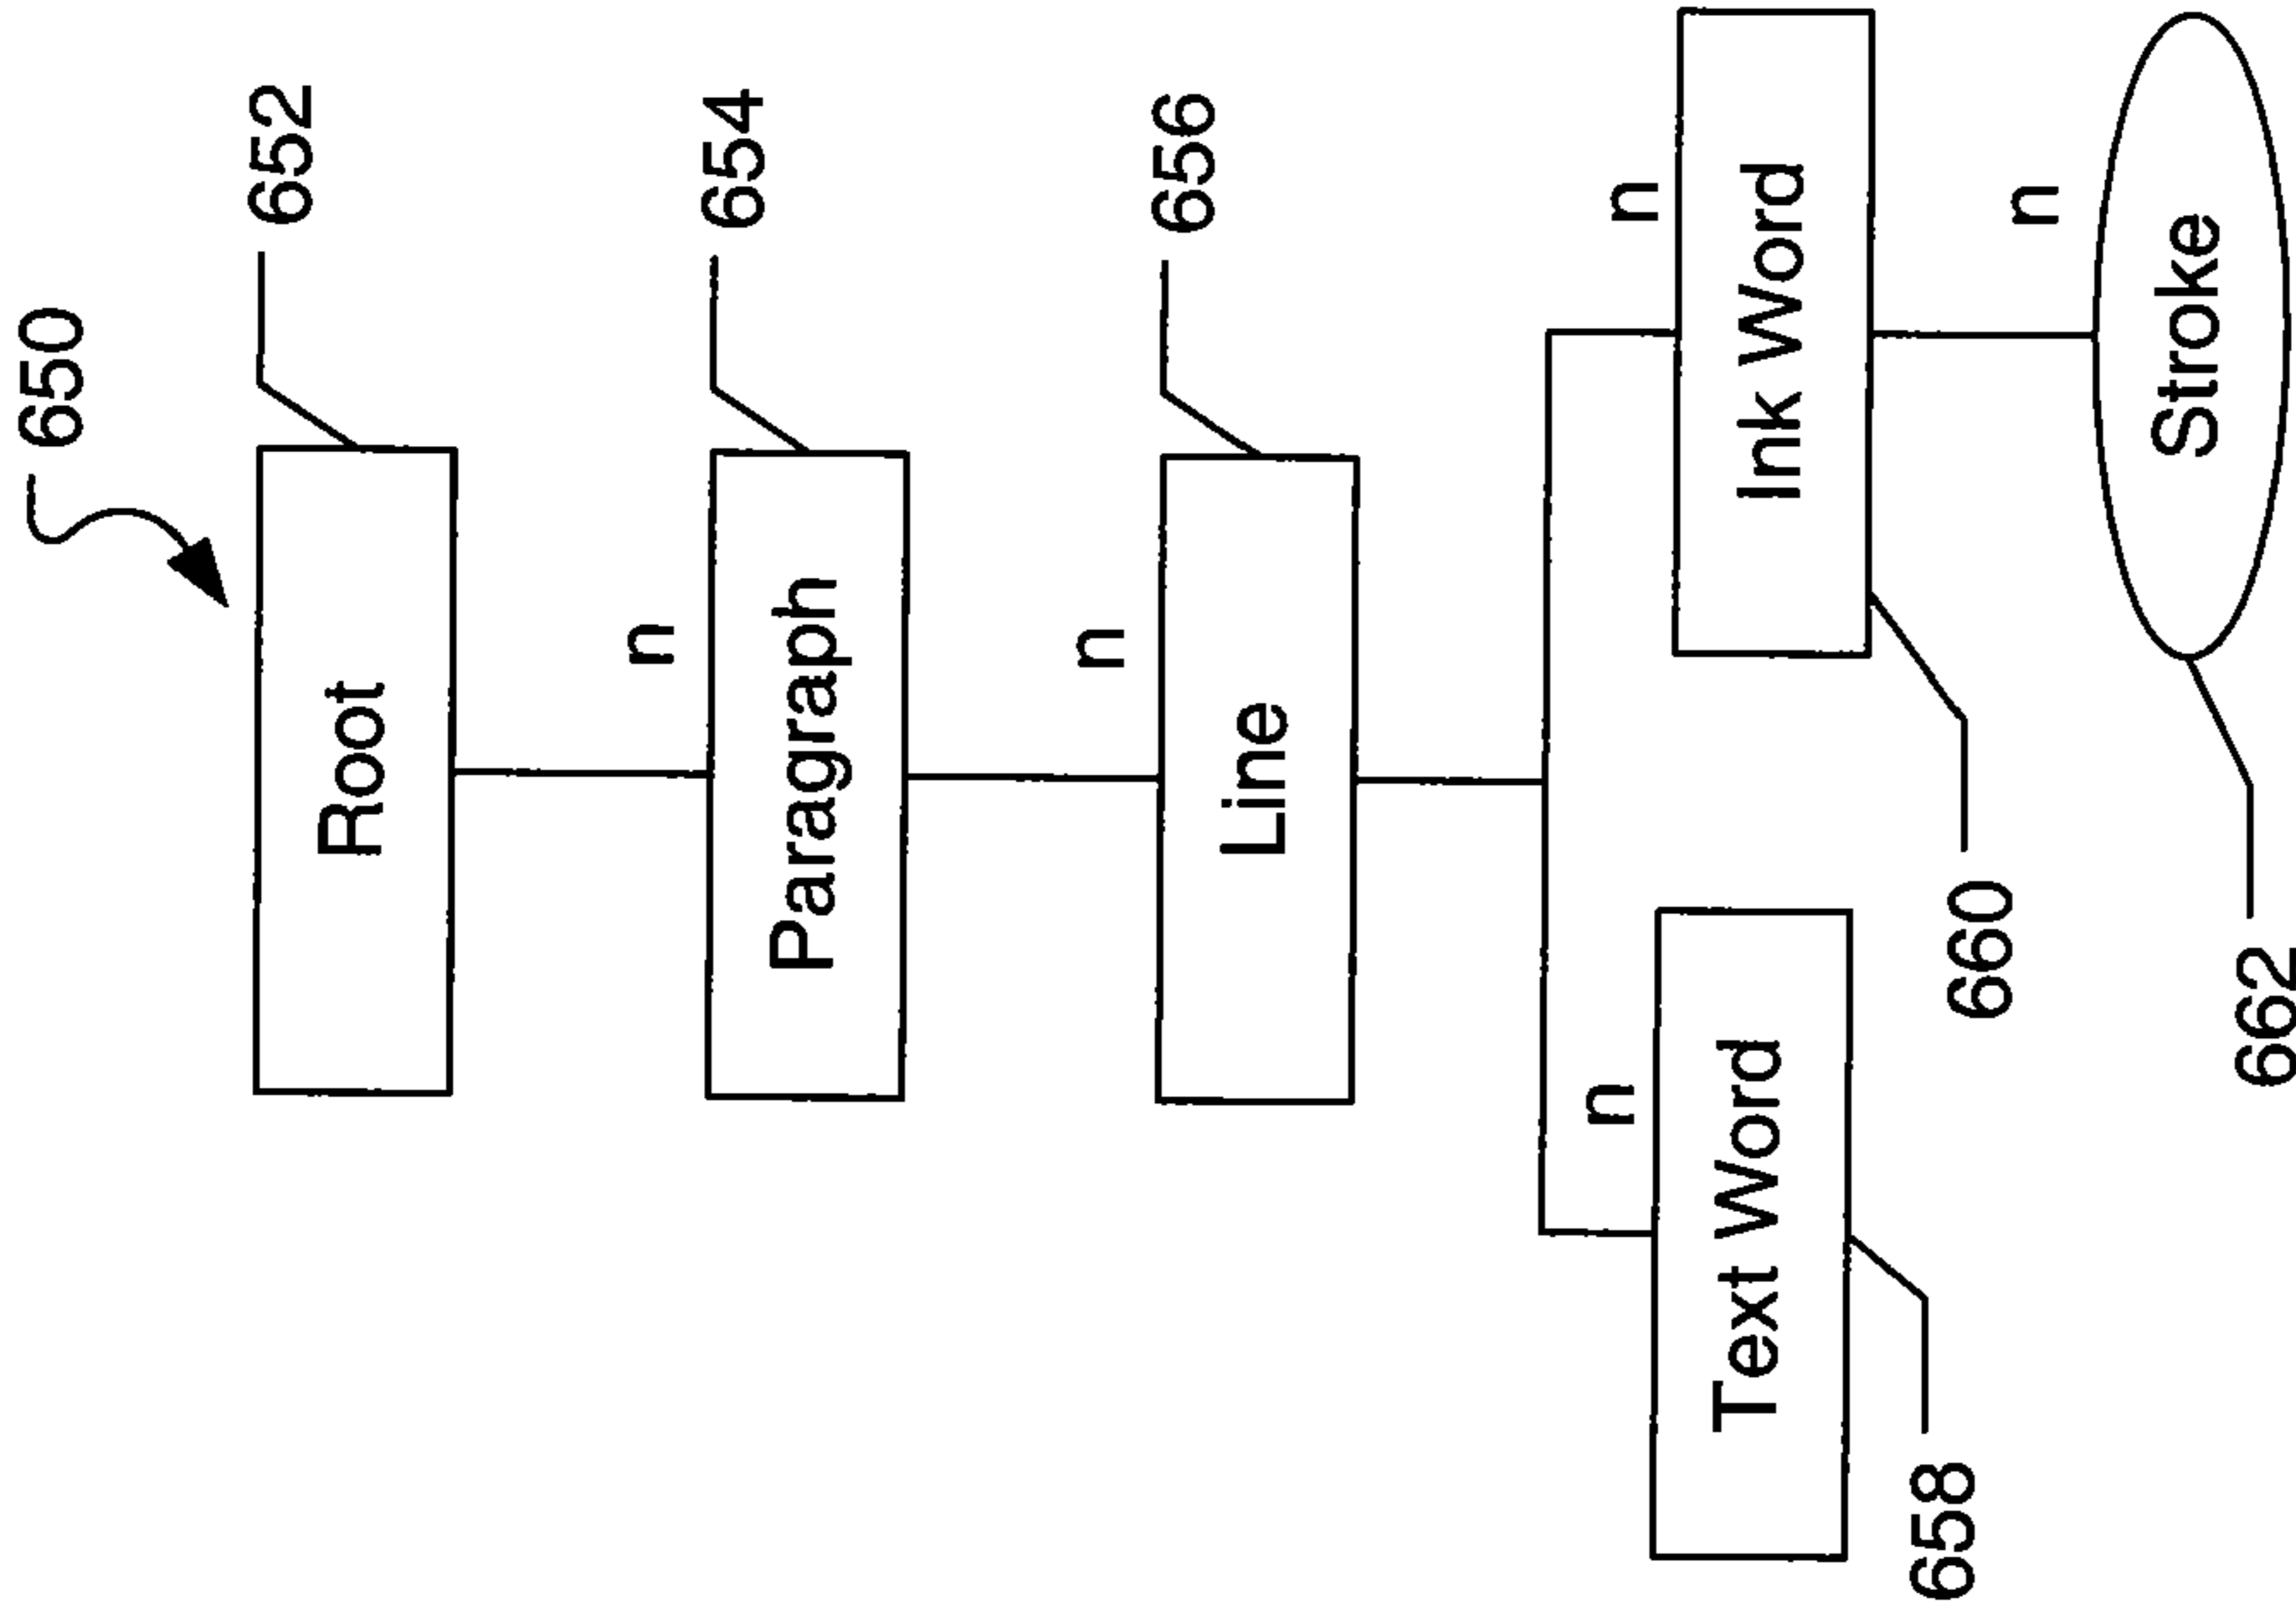 650
Root
652
n
Paragraph
654
n
Line
656
n
n
Text Word
Ink Word
658
660
n
Stroke
662